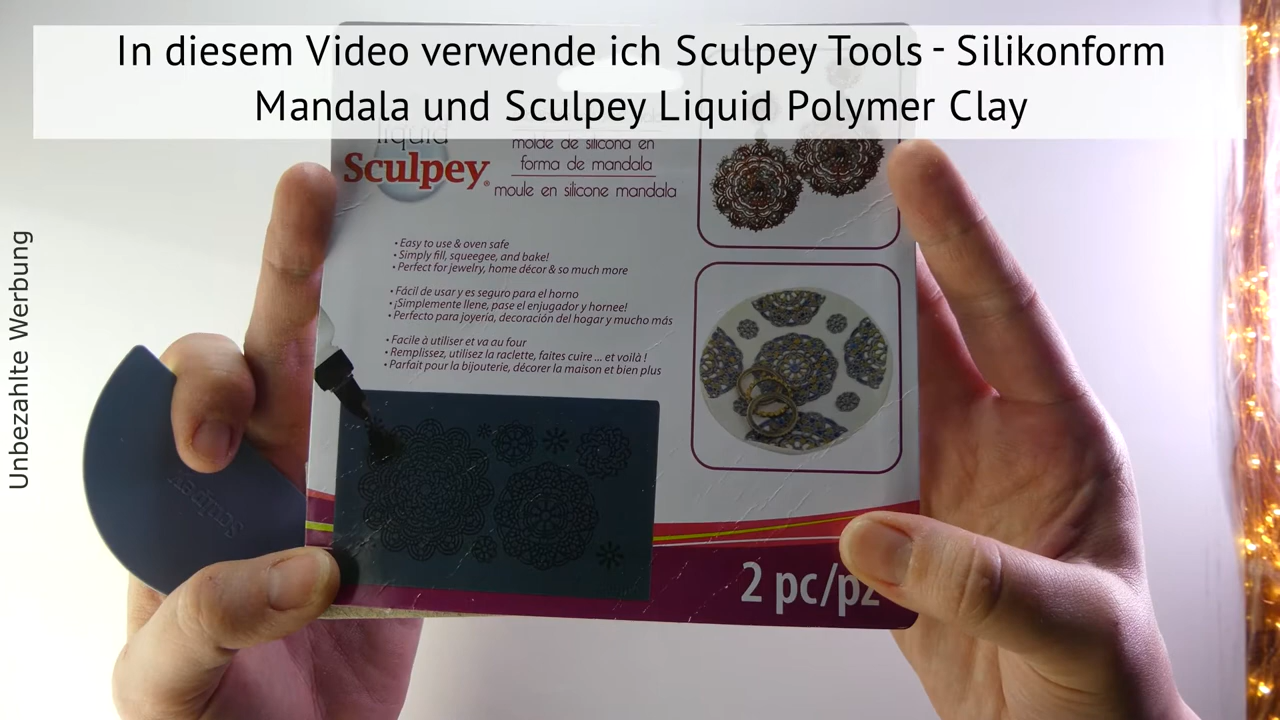 In diesem Video verwende ich Sculpey Tools - Silikonform
Mandala und Sculpey Liquid Polymer Clay
Unbezahlte Werbung
liquid
Sculpey®
molde de silicona en
forma de mandala
moule en silicone mandala
• Easy to use & oven safe
• Simply fill, squeegee, and bake!
• Perfect for jewelry, home décor & so much more
• Fácil de usar y es seguro para el horno
• ¡Simplemente llene, pase el enjugador y hornee!
• Perfecto para joyería, decoración del hogar y mucho más
• Facile à utiliser et va au four
• Remplissez, utilisez la raclette, faites cuire ... et voilà !
• Parfait pour la bijouterie, décorer la maison et bien plus
Sculpey
2 pc/pz